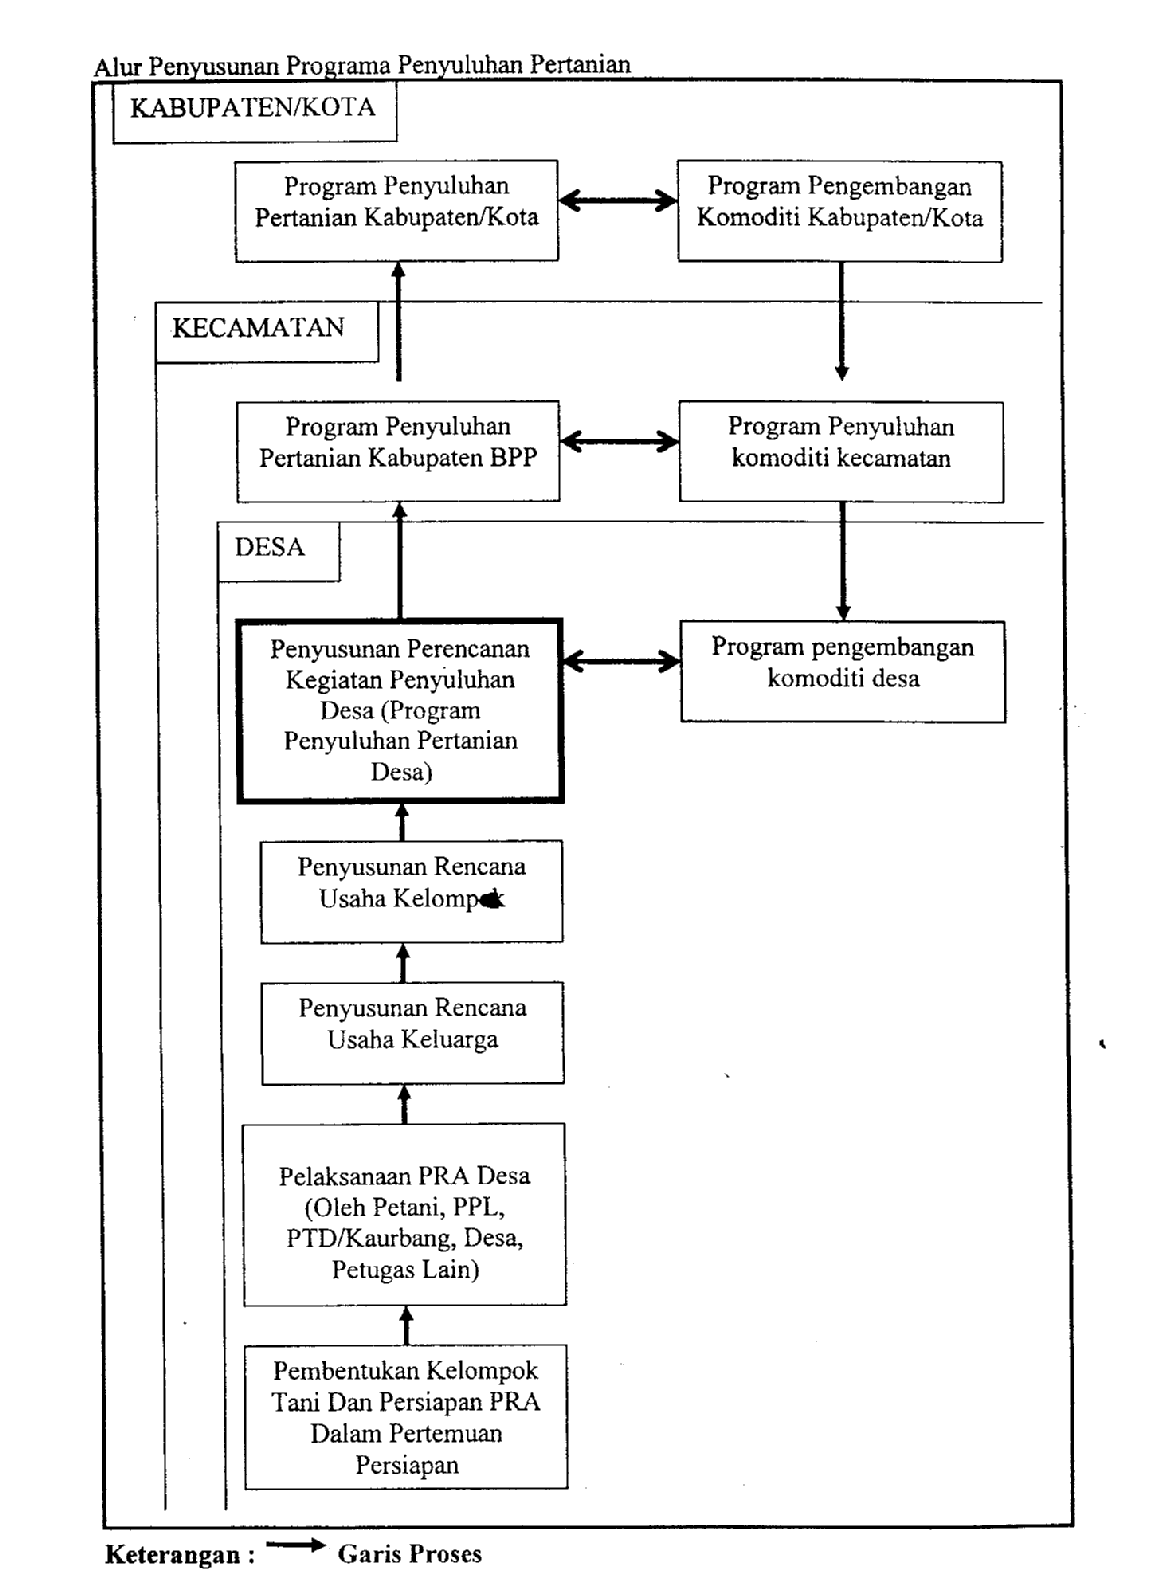 Alur Penyusunan Programa Penyuluhan Pertanian
KABUPATEN/KOTA
Program Penyuluhan
Pertanian Kabupaten/Kota
Program Pengembangan
Komoditi Kabupaten/Kota
KECAMATAN
Program Penyuluhan
Pertanian Kabupaten BPP
Program Penyuluhan
komoditi kecamatan
DESA
Penyusunan Perencanan
Kegiatan Penyuluhan
Desa (Program
Penyuluhan Pertanian
Desa)
Program pengembangan
komoditi desa
Penyusunan Rencana
Usaha Kelompok
Penyusunan Rencana
Usaha Keluarga
Pelaksanaan PRA Desa
(Oleh Petani, PPL,
PTD/Kaurbang, Desa,
Petugas Lain)
Pembentukan Kelompok
Tani Dan Persiapan PRA
Dalam Pertemuan
Persiapan
Keterangan : Garis Proses